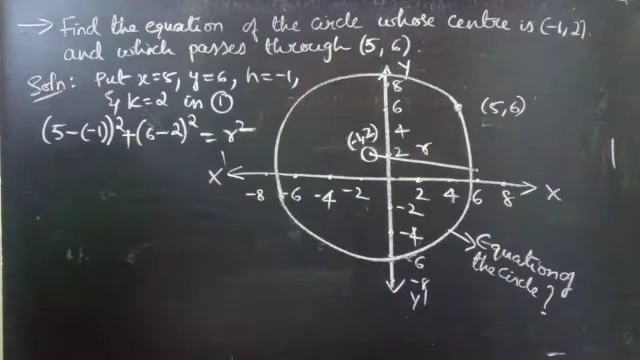 → Find the equation of the circle whose centre is (-1,2)
and which passes through (5, 6).
Soln: Put x=5, y=6, h=-1,
& k=2 in ①
(5-(-1))²+(6-2)² = r²
Y
8
6
(5,6)
4
(-1,2)
2
r
X'
-8 -6 -4 -2 2 4 6 8 X
-2
-4
-6
-8
Y'
Equation of
the circle?